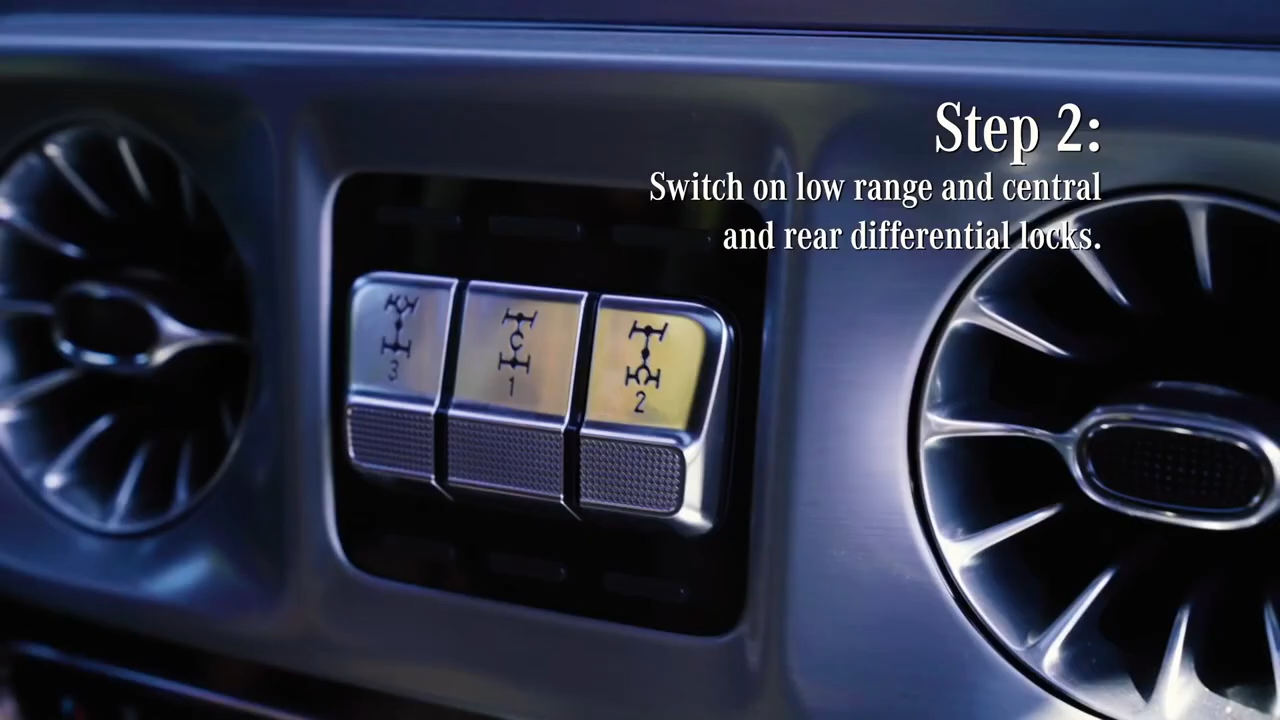 Step 2:
Switch on low range and central
and rear differential locks.
3
C
1
2